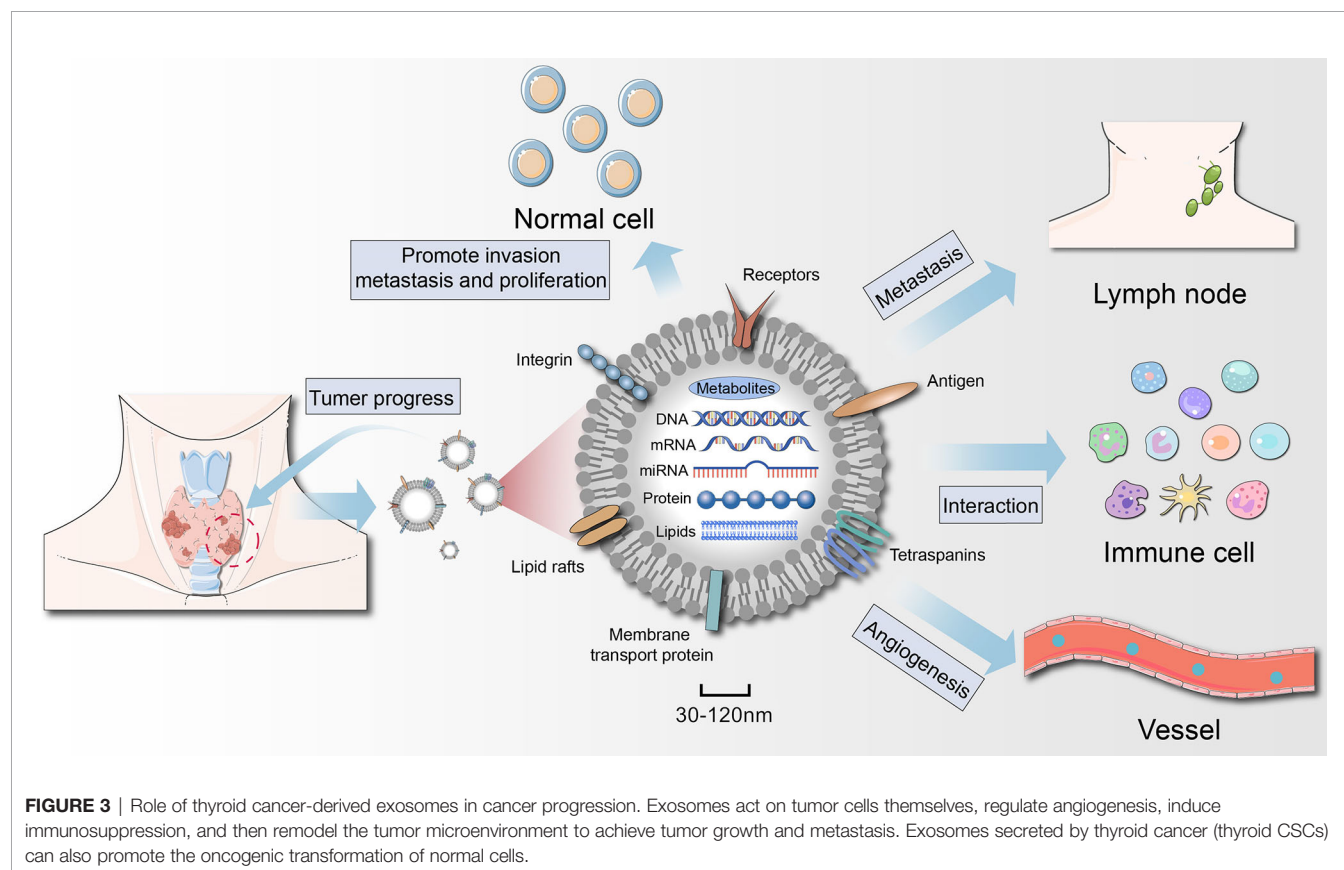 Normal cell
Promote invasion
metastasis and proliferation
Receptors
Metastasis
Lymph node
Integrin
Metabolites
Antigen
Tumer progress
DNA
mRNA
miRNA
Protein
Lipids
Interaction
Immune cell
Lipid rafts
Tetraspanins
Membrane
transport protein
Angiogenesis
30-120nm
Vessel
FIGURE 3 | Role of thyroid cancer-derived exosomes in cancer progression. Exosomes act on tumor cells themselves, regulate angiogenesis, induce
immunosuppression, and then remodel the tumor microenvironment to achieve tumor growth and metastasis. Exosomes secreted by thyroid cancer (thyroid CSCs)
can also promote the oncogenic transformation of normal cells.